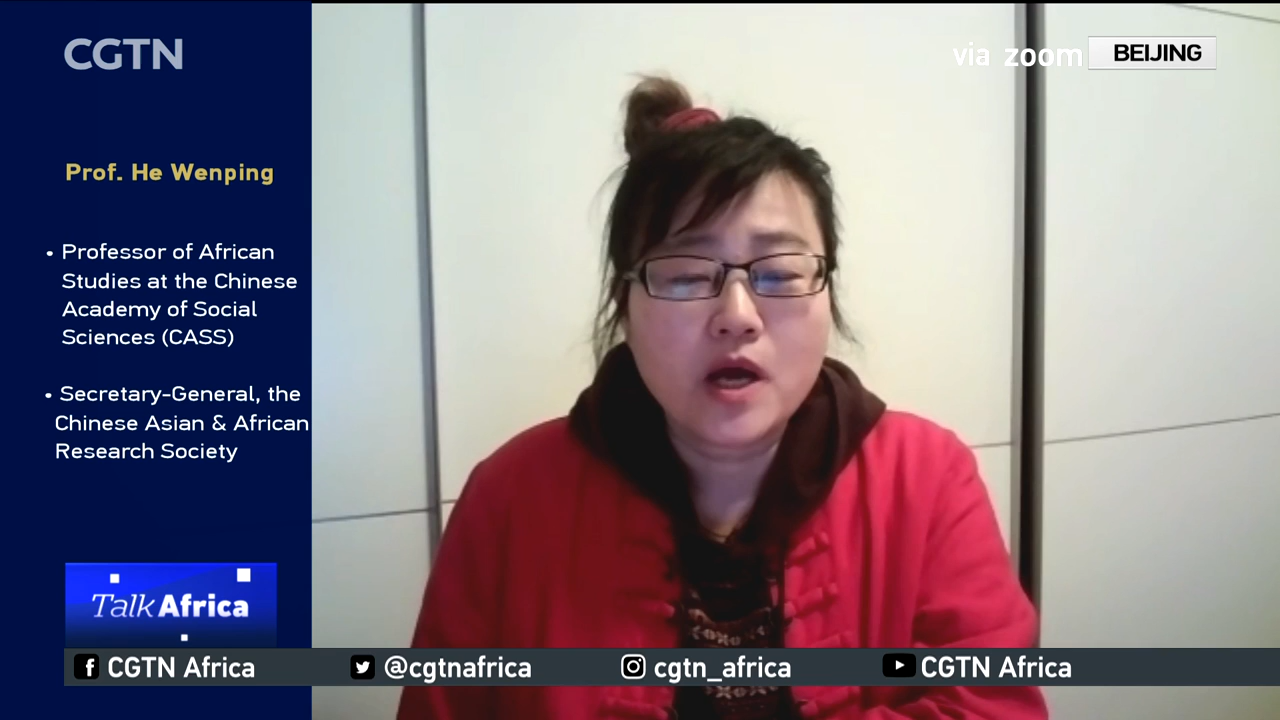 CGTN
via zoom BEIJING
Prof. He Wenping
• Professor of African
Studies at the Chinese
Academy of Social
Sciences (CASS)
• Secretary-General, the
Chinese Asian & African
Research Society
Talk Africa
CGTN Africa @cgtnafrica cgtn_africa CGTN Africa